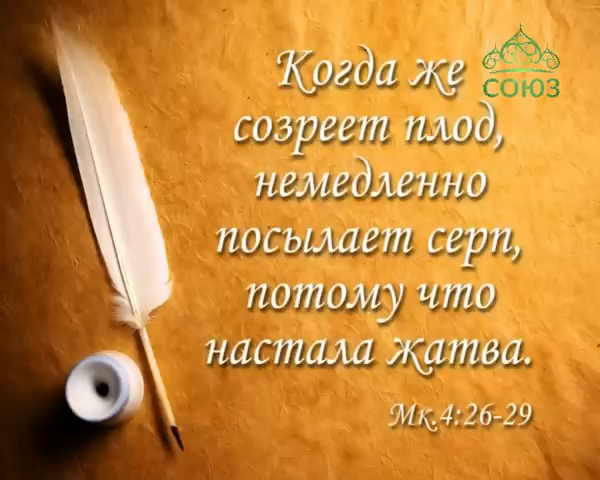 Когда же
СОЮЗ
созреет плод,
немедленно
посылает серп,
потому что
настала жатва.
Мк.4:26-29